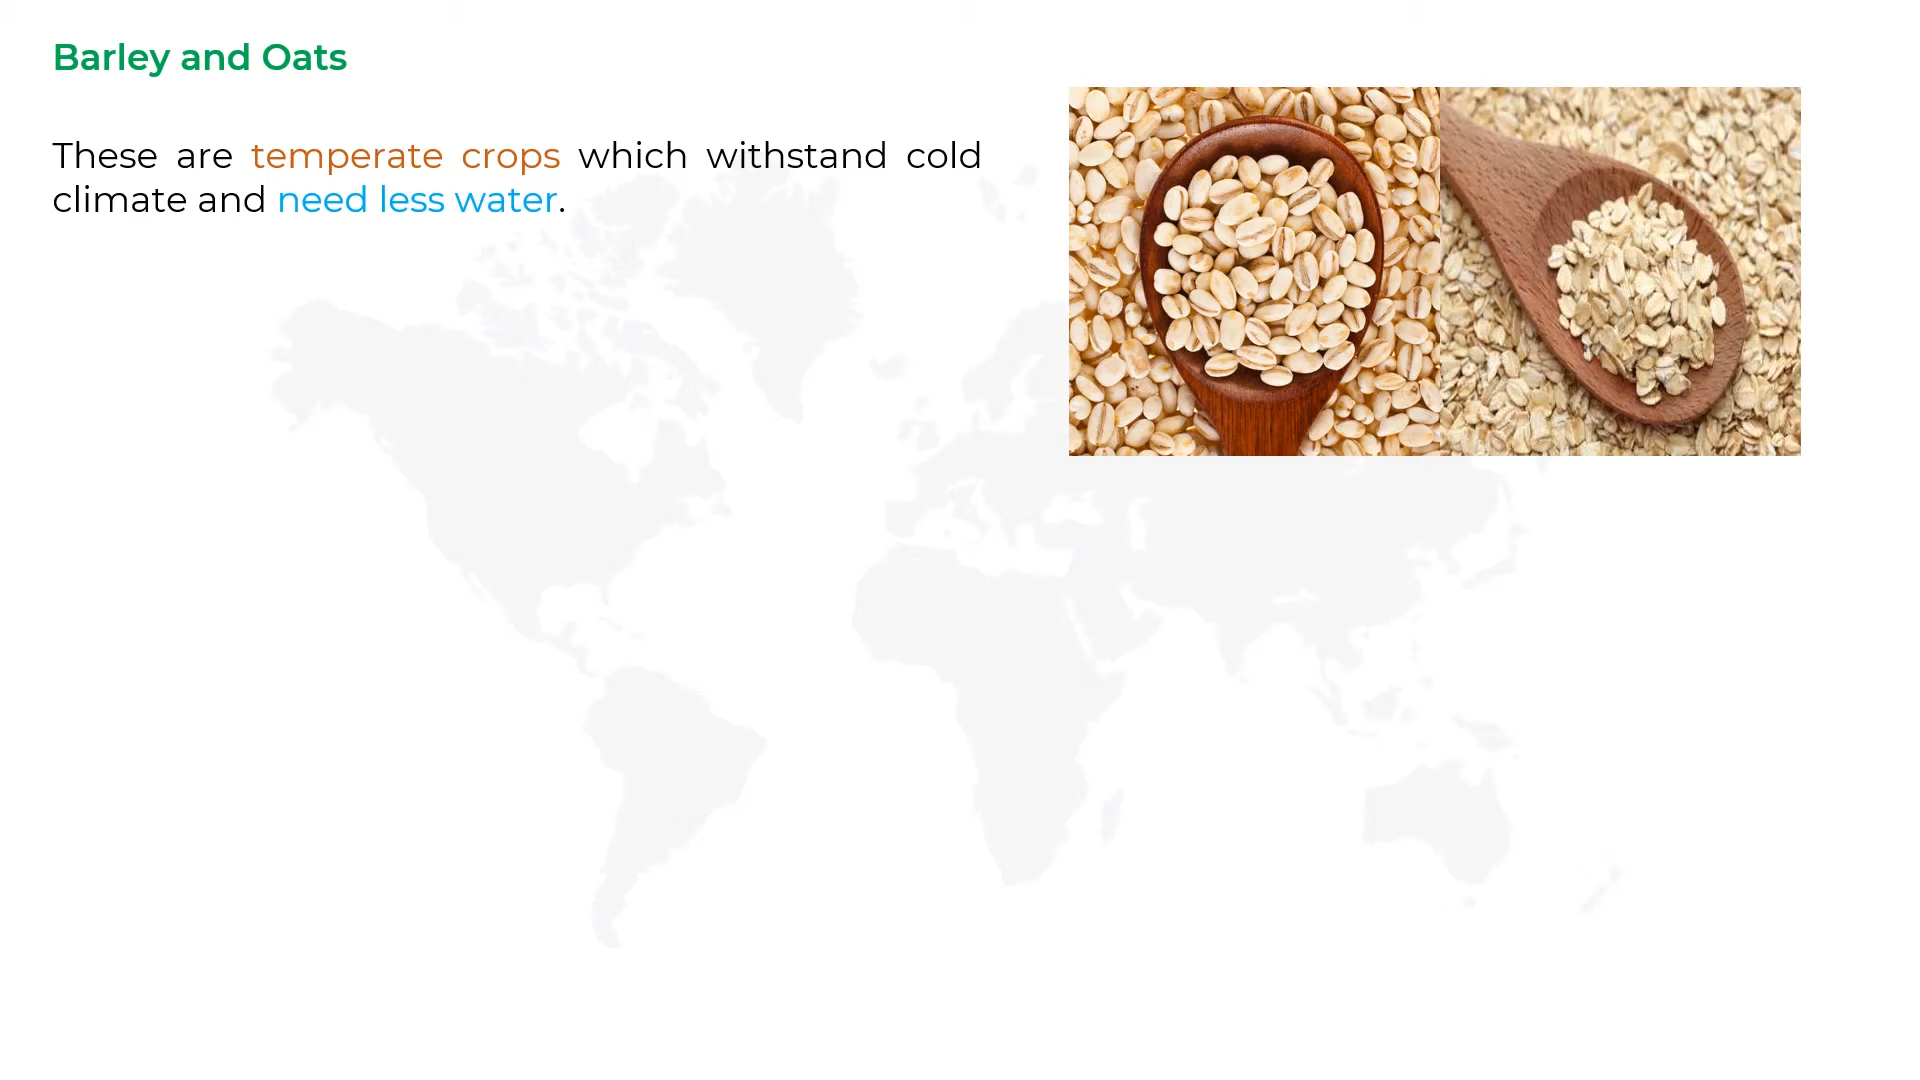 Barley and Oats
These are temperate crops which withstand cold
climate and need less water.